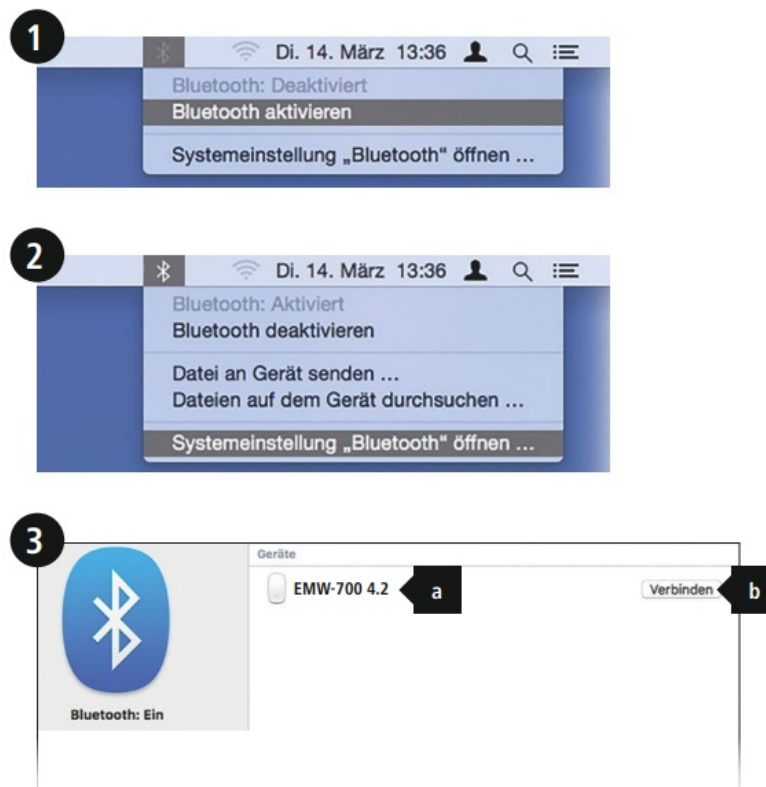 1
Di. 14. März 13:36
Bluetooth: Deaktiviert
Bluetooth aktivieren
Systemeinstellung „Bluetooth“ öffnen ...
2
Di. 14. März 13:36
Bluetooth: Aktiviert
Bluetooth deaktivieren
Datei an Gerät senden ...
Dateien auf dem Gerät durchsuchen ...
Systemeinstellung „Bluetooth“ öffnen ...
3
Geräte
EMW-700 4.2 a Verbinden b
Bluetooth: Ein